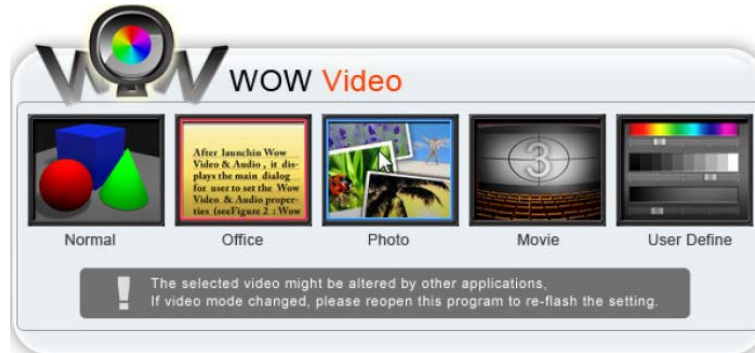 WOW
WOW Video
After launchin Wow
Video & Audio , it dis-
plays the main dialog
for user to set the Wow
Video & Audio proper-
ties (seeFigure 2 : Wow
3
Normal
Office
Photo
Movie
User Define
! The selected video might be altered by other applications,
If video mode changed, please reopen this program to re-flash the setting.